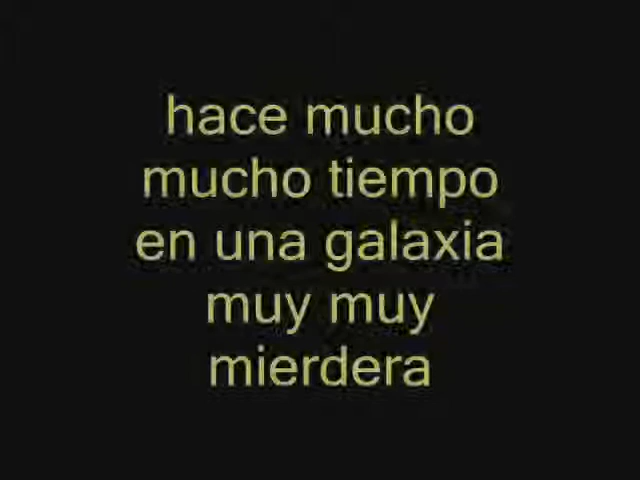 hace mucho
mucho tiempo
en una galaxia
muy muy
mierdera